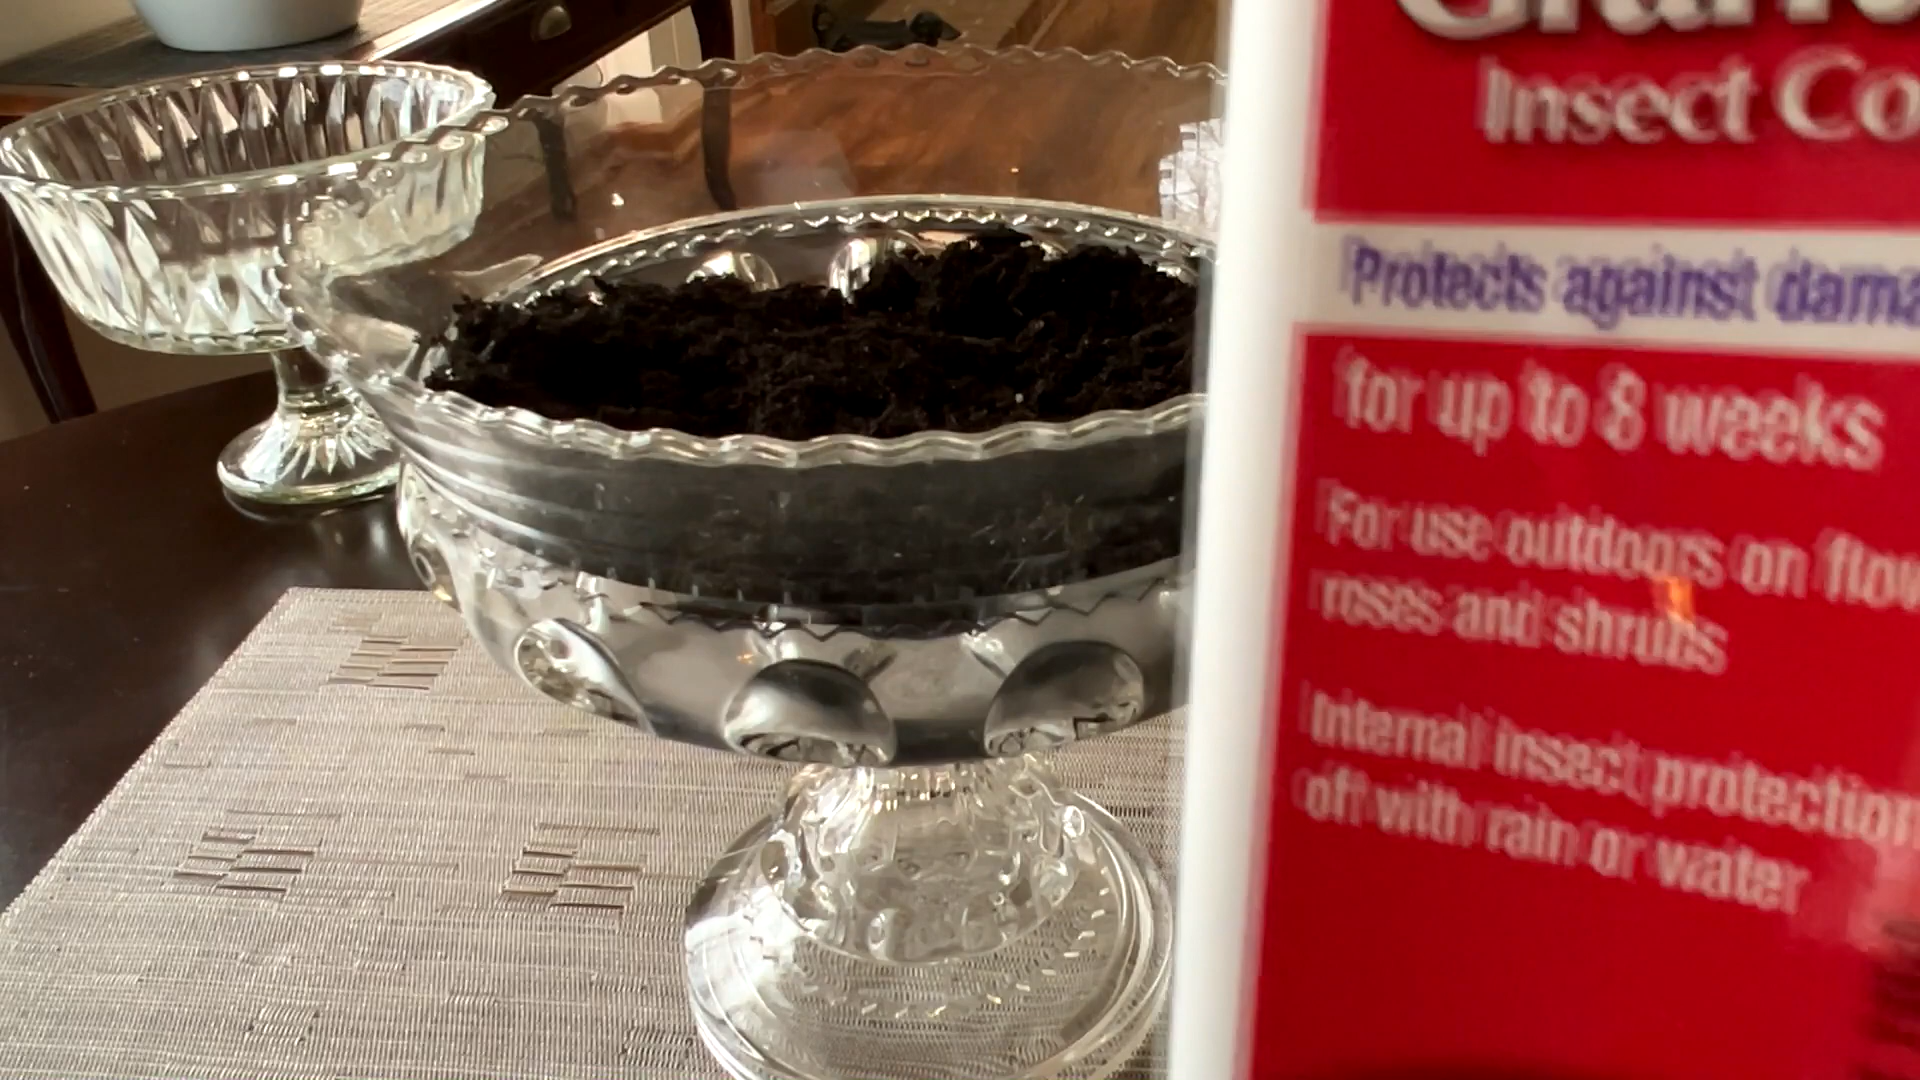 Insect Co
Protects against dama
for up to 8 weeks
For use outdoors on flow
roses and shrubs
Internal insect protection
off with rain or water